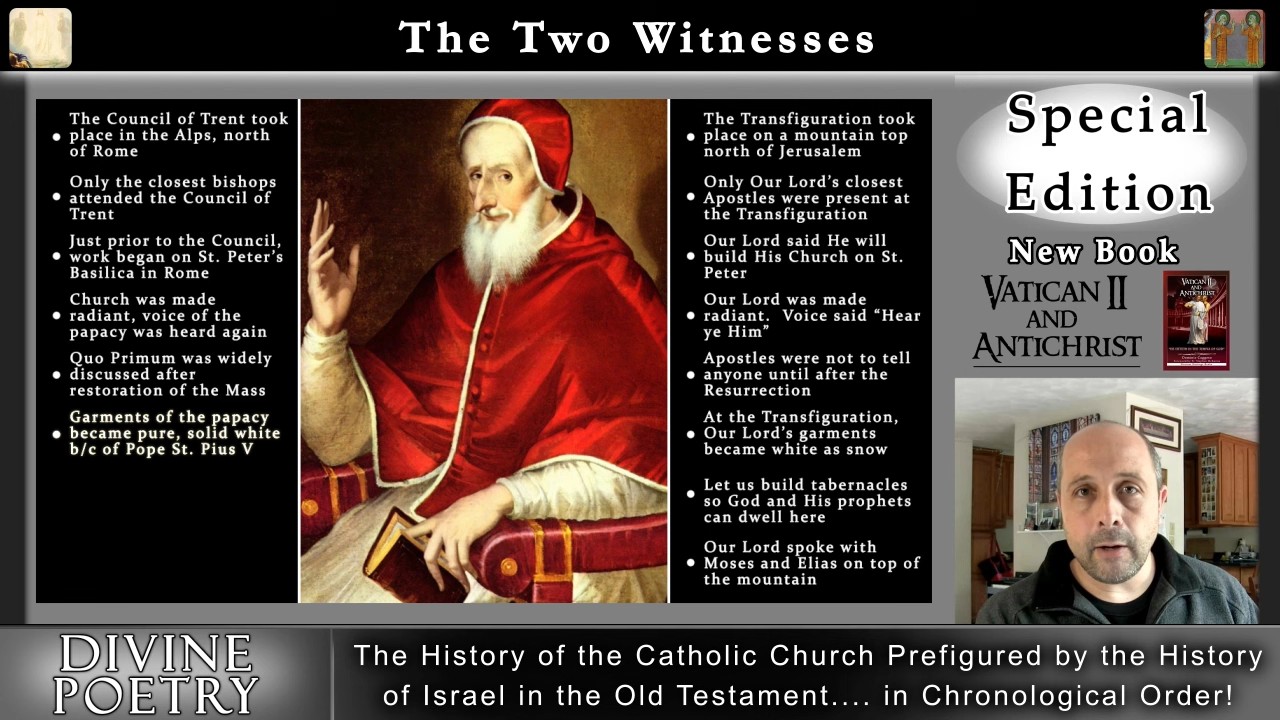 The Two Witnesses
The Council of Trent took
place in the Alps, north
of Rome
Only the closest bishops
attended the Council of
Trent
Just prior to the Council,
work began on St. Peter's
Basilica in Rome
Church was made
radiant, voice of the
papacy was heard again
Quo Primum was widely
discussed after
restoration of the Mass
Garments of the papacy
became pure, solid white
b/c of Pope St. Pius V
The Transfiguration took
place on a mountain top
north of Jerusalem
Only Our Lord's closest
Apostles were present at
the Transfiguration
Our Lord said He will
build His Church on St.
Peter
Our Lord was made
radiant. Voice said “Hear
ye Him”
Apostles were not to tell
anyone until after the
Resurrection
At the Transfiguration,
Our Lord's garments
became white as snow
Let us build tabernacles
so God and His prophets
can dwell here
Our Lord spoke with
Moses and Elias on top of
the mountain
Special
Edition
New Book
VATICAN II
AND
ANTICHRIST
VATICAN II
AND
ANTICHRIST
DIVINE
POETRY
The History of the Catholic Church Prefigured by the History
of Israel in the Old Testament.... in Chronological Order!